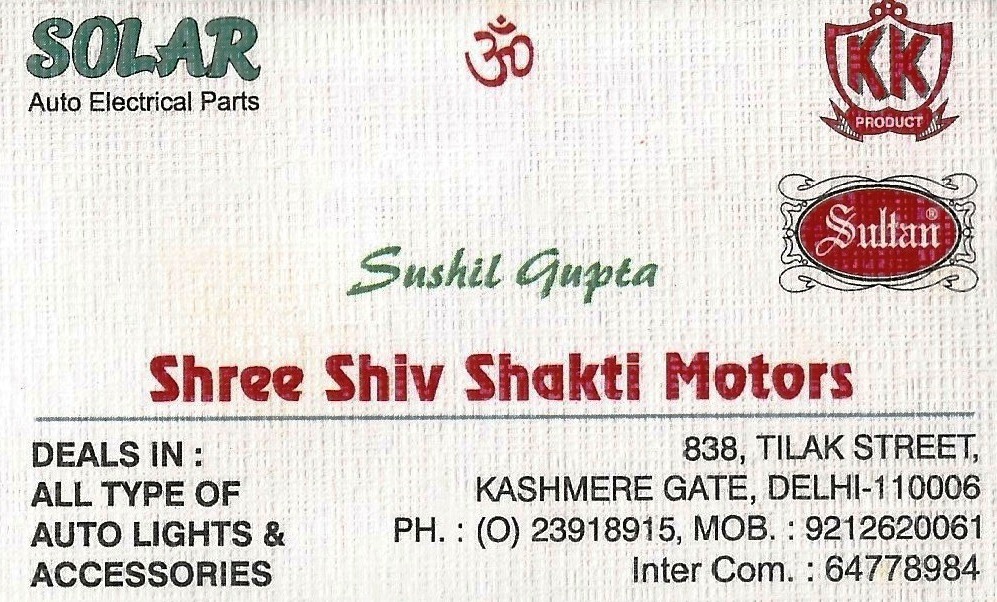 SOLAR
Auto Electrical Parts
ॐ
KK
PRODUCT
Sultan®
Sushil Gupta
Shree Shiv Shakti Motors
DEALS IN :
ALL TYPE OF
AUTO LIGHTS &
ACCESSORIES
838, TILAK STREET,
KASHMERE GATE, DELHI-110006
PH. : (O) 23918915, MOB. : 9212620061
Inter Com. : 64778984